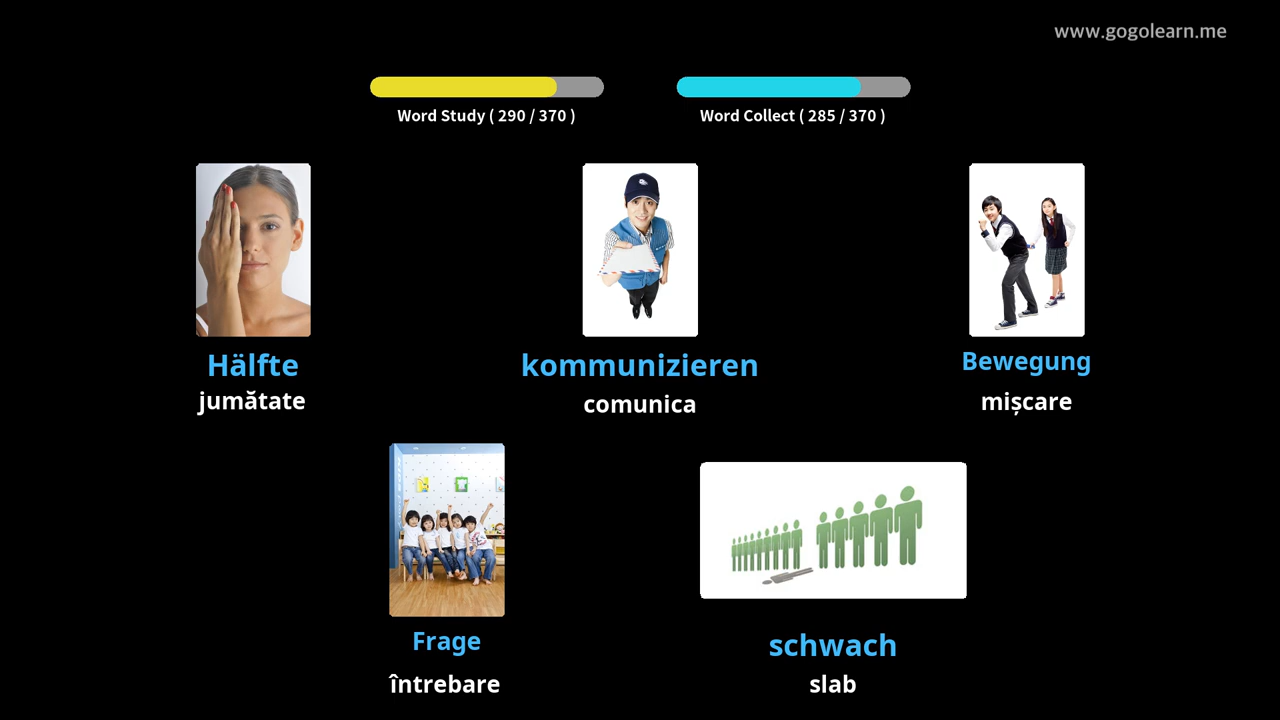 www.gogolearn.me
Word Study ( 290 / 370 )
Word Collect ( 285 / 370 )
Hälfte
jumătate
kommunizieren
comunica
Bewegung
mișcare
Frage
întrebare
schwach
slab